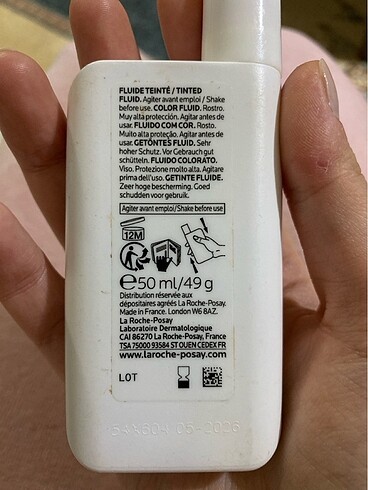 FLUIDE TEINTÉ / TINTED
FLUID. Agiter avant emploi / Shake
before use. COLOR FLUID. Rostro.
Muy alta protección. Agitar antes de
usar. FLUIDO COM COR. Rosto.
Muito alta proteção. Agitar antes de
usar. GETÖNTES FLUID. Sehr
hoher Schutz. Vor Gebrauch gut
schütteln. FLUIDO COLORATO.
Viso. Protezione molto alta. Agitare
prima dell'uso. GETINTE FLUIDE.
Zeer hoge bescherming. Goed
schudden voor gebruik.
Agiter avant emploi/Shake before use
12M
℮50 ml/49 g
Distribution réservée aux
dépositaires agréés La Roche-Posay.
Made in France. London W6 8AZ.
La Roche-Posay
Laboratoire Dermatologique
CAI 86270 La Roche-Posay, France
TSA 75000 93584 ST OUEN CEDEX FR
www.laroche-posay.com
LOT
05-2026